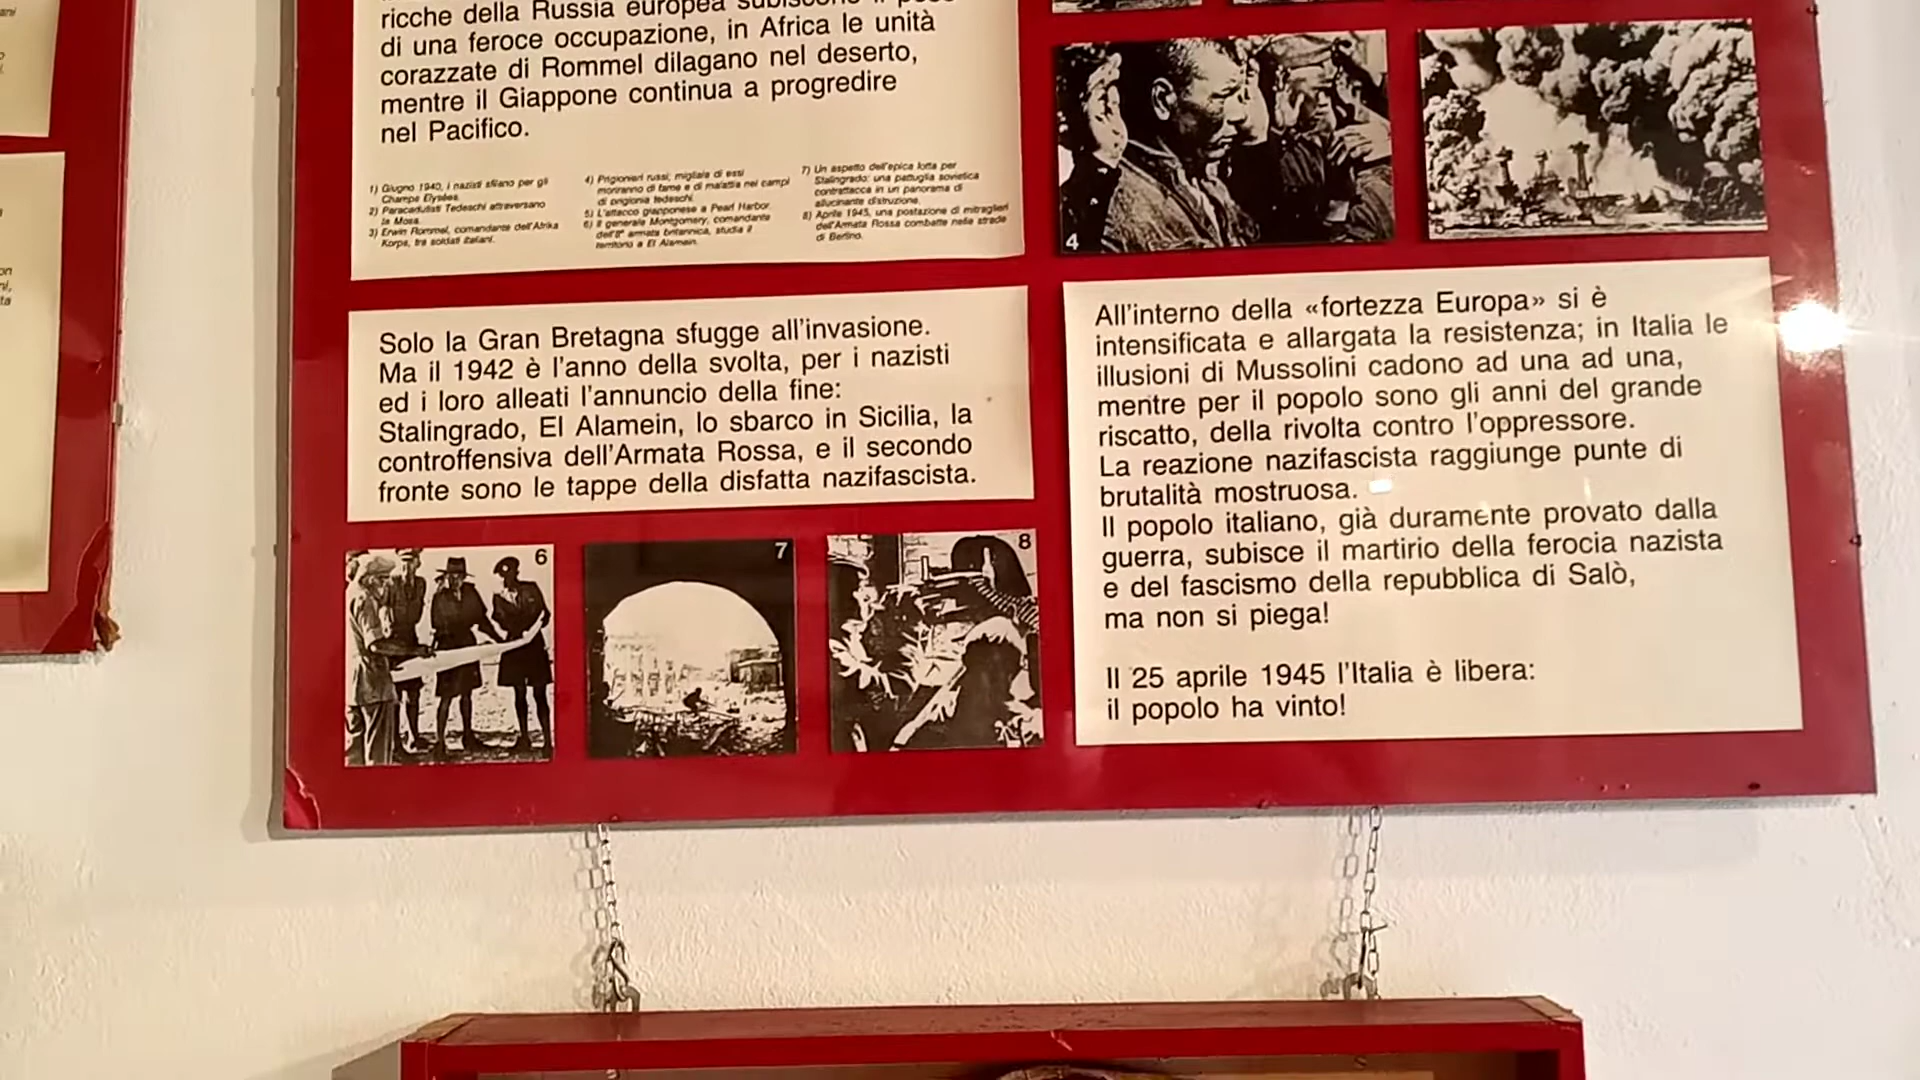 ricche della Russia europea subiscono il peso
di una feroce occupazione, in Africa le unità
corazzate di Rommel dilagano nel deserto,
mentre il Giappone continua a progredire
nel Pacifico.
1) Giugno 1940, i nazisti sfilano per gli
Champs Elysées.
2) Paracadutisti Tedeschi attraversano
la Mosa.
3) Erwin Rommel, comandante dell'Afrika
Korps, tra soldati italiani.
4) Prigionieri russi; migliaia di essi
moriranno di fame e di malattia nei campi
di prigionia tedeschi.
5) L'attacco giapponese a Pearl Harbor.
6) Il generale Montgomery, comandante
dell'8ª armata britannica, studia il
territorio a El Alamein.
7) Un aspetto dell'epica lotta per
Stalingrado: una pattuglia sovietica
contrattacca in un panorama di
allucinante distruzione.
8) Aprile 1945, una postazione di mitraglieri
dell'Armata Rossa combatte nelle strade
di Berlino.
4
5
Solo la Gran Bretagna sfugge all'invasione.
Ma il 1942 è l'anno della svolta, per i nazisti
ed i loro alleati l'annuncio della fine:
Stalingrado, El Alamein, lo sbarco in Sicilia, la
controffensiva dell'Armata Rossa, e il secondo
fronte sono le tappe della disfatta nazifascista.
6
7
8
All'interno della «fortezza Europa» si è
intensificata e allargata la resistenza; in Italia le
illusioni di Mussolini cadono ad una ad una,
mentre per il popolo sono gli anni del grande
riscatto, della rivolta contro l'oppressore.
La reazione nazifascista raggiunge punte di
brutalità mostruosa.
Il popolo italiano, già duramente provato dalla
guerra, subisce il martirio della ferocia nazista
e del fascismo della repubblica di Salò,
ma non si piega!
Il 25 aprile 1945 l'Italia è libera:
il popolo ha vinto!